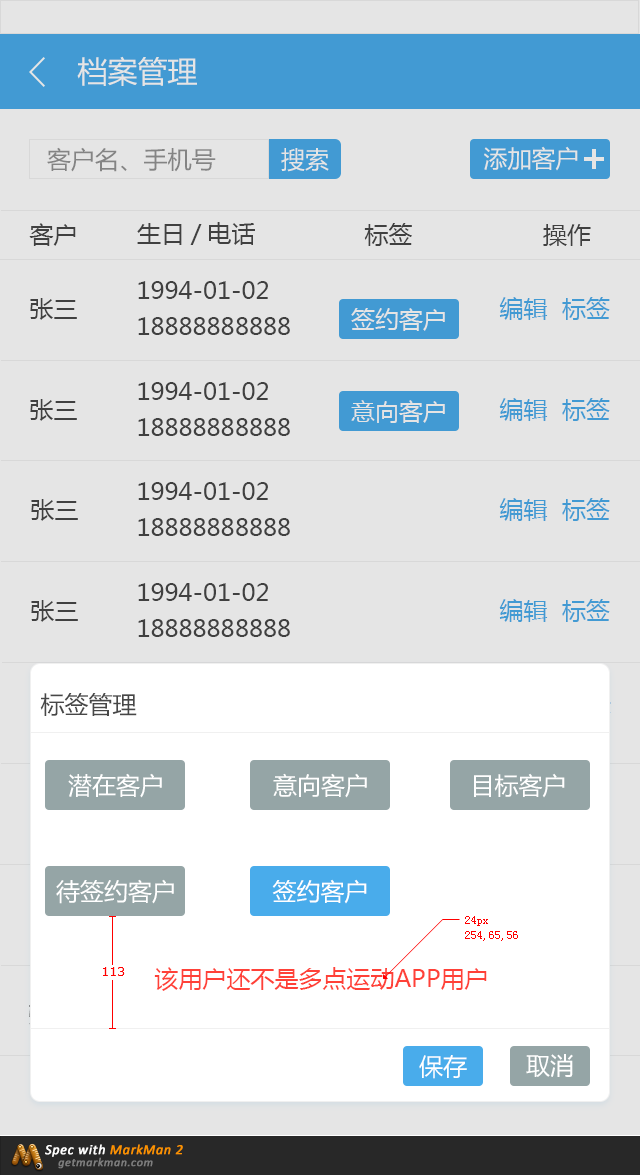 档案管理
客户名、手机号 搜索 添加客户+
客户 生日 / 电话 标签 操作
张三 1994-01-02 18888888888 签约客户 编辑 标签
张三 1994-01-02 18888888888 意向客户 编辑 标签
张三 1994-01-02 18888888888 编辑 标签
张三 1994-01-02 18888888888 编辑 标签
标签管理
潜在客户 意向客户 目标客户
待签约客户 签约客户
24px
254,65,56
113
该用户还不是多点运动APP用户
保存 取消
Spec with MarkMan 2
getmarkman.com